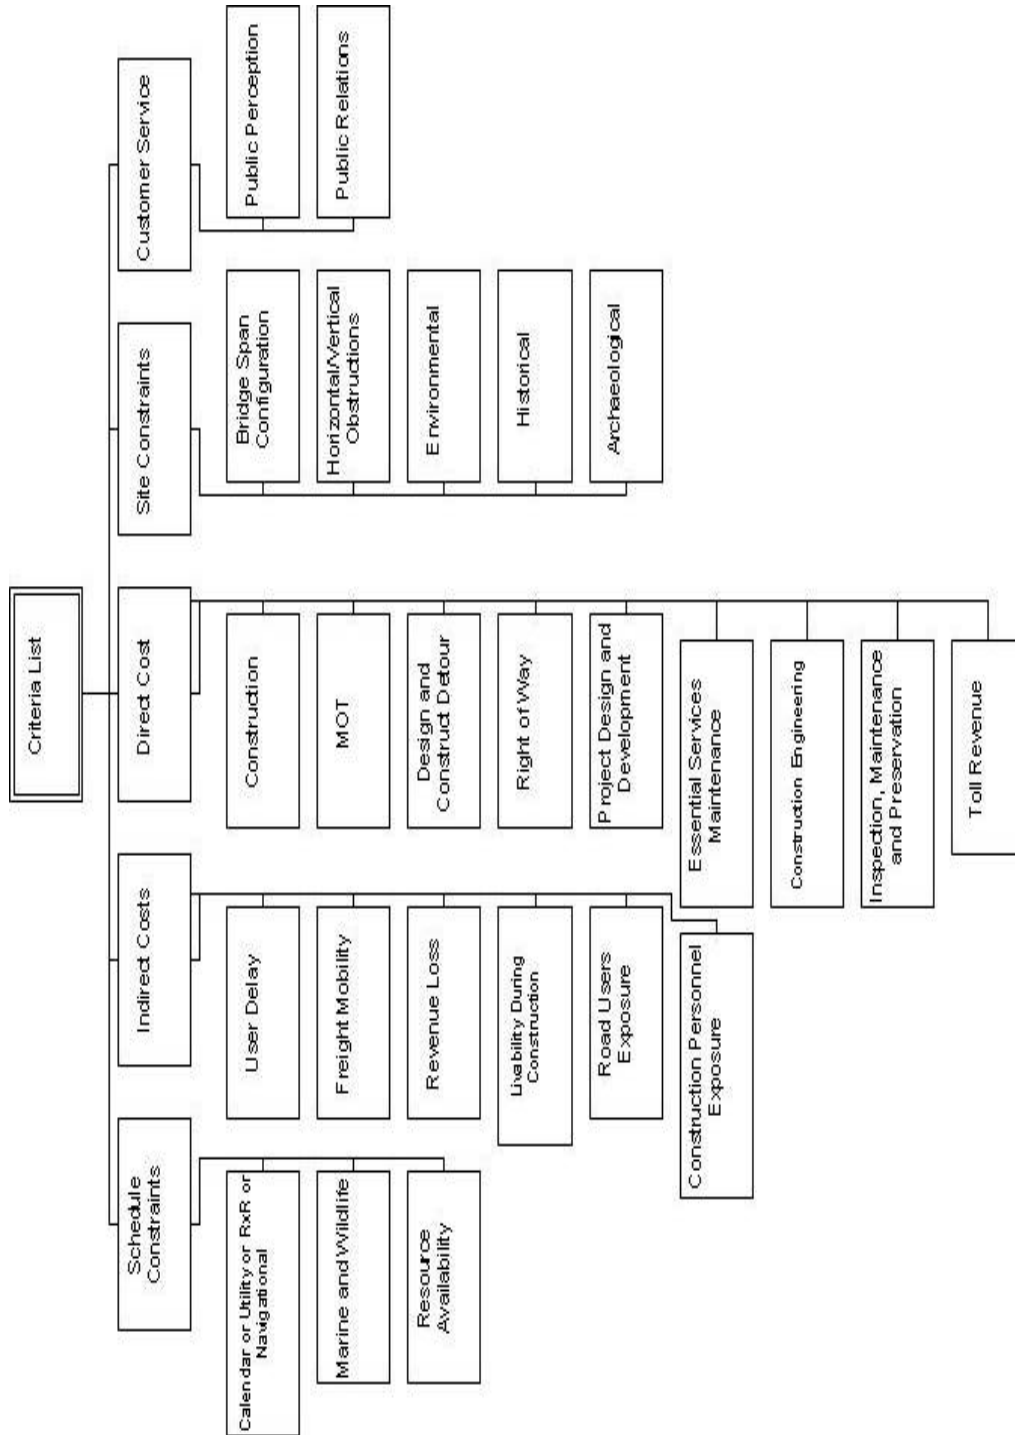 Criteria List
Schedule
Constraints
Calendar or Utility or RxR or
Navigational
Marine and Wildlife
Resource
Availability
Indirect Costs
User Delay
Freight Mobility
Revenue Loss
Livability During
Construction
Road Users
Exposure
Construction Personnel
Exposure
Direct Cost
Construction
MOT
Design and
Construct Detour
Right of Way
Project Design and
Development
Essential Services
Maintenance
Construction Engineering
Inspection, Maintenance
and Preservation
Toll Revenue
Site Constraints
Bridge Span
Configuration
Horizontal/Vertical
Obstructions
Environmental
Historical
Archaeological
Customer Service
Public Perception
Public Relations